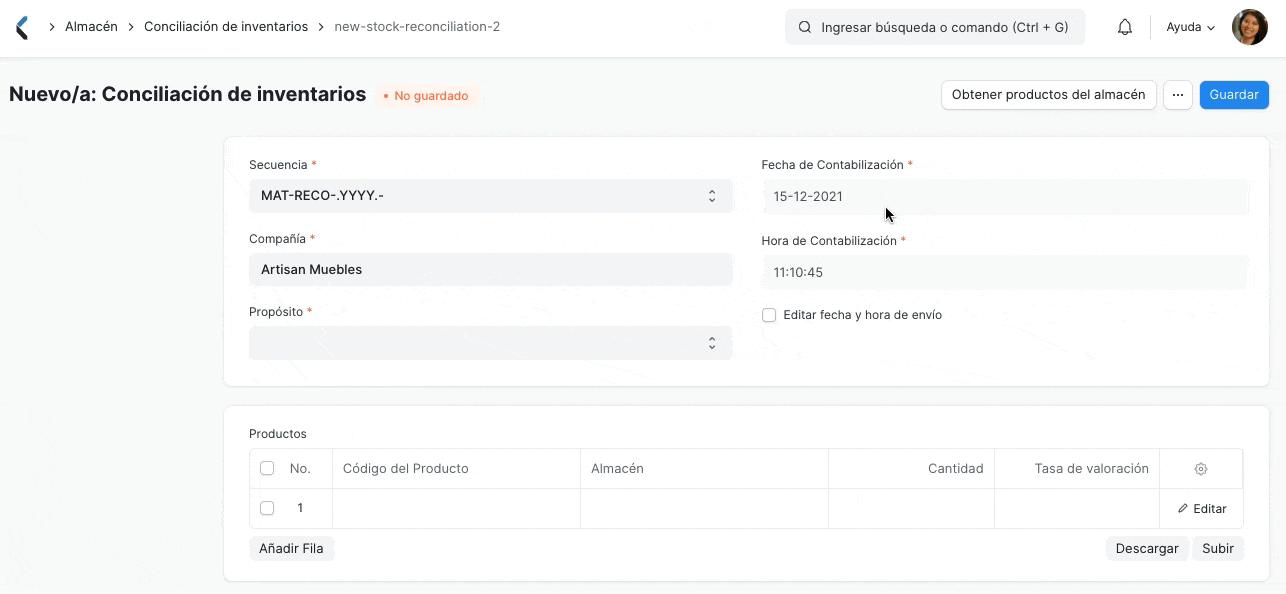 Almacén > Conciliación de inventarios > new-stock-reconciliation-2
Ingresar búsqueda o comando (Ctrl + G)
Ayuda
Nuevo/a: Conciliación de inventarios
• No guardado
Obtener productos del almacén
...
Guardar
Secuencia *
MAT-RECO-.YYYY.-
Compañía *
Artisan Muebles
Propósito *
Fecha de Contabilización *
15-12-2021
Hora de Contabilización *
11:10:45
Editar fecha y hora de envío
Productos
No. Código del Producto Almacén Cantidad Tasa de valoración
1 Editar
Añadir Fila Descargar Subir